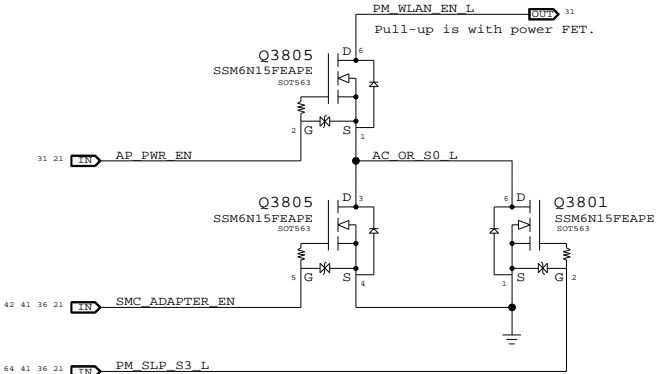 PM_WLAN_EN_L OUT 31
Pull-up is with power FET.
D 6
Q3805
SSM6N15FEAPE
SOT563
2 G S 1
31 21 IN AP_PWR_EN
AC_OR_S0_L
Q3805 D 3
SSM6N15FEAPE
SOT563
6 D Q3801
SSM6N15FEAPE
SOT563
5 G S 4
1 S G 2
42 41 36 21 IN SMC_ADAPTER_EN
64 41 36 21 IN PM_SLP_S3_L